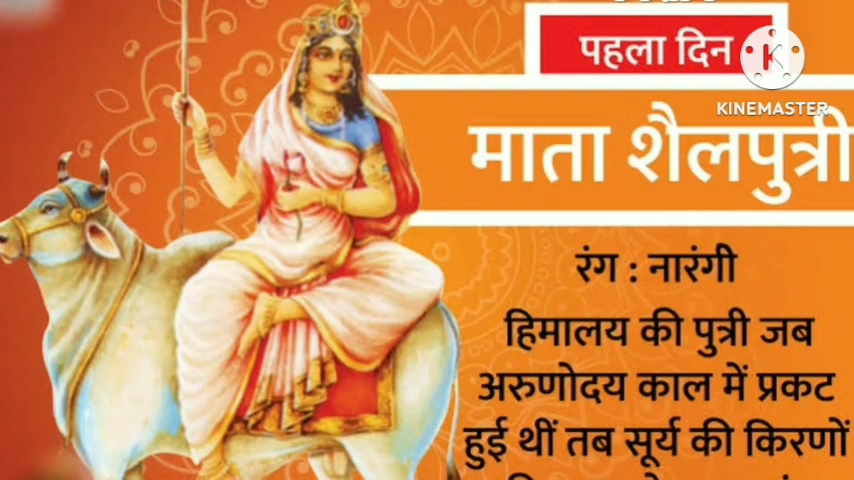 पहला दिन
KINEMASTER
माता शैलपुत्री
रंग : नारंगी
हिमालय की पुत्री जब
अरुणोदय काल में प्रकट
हुई थीं तब सूर्य की किरणों